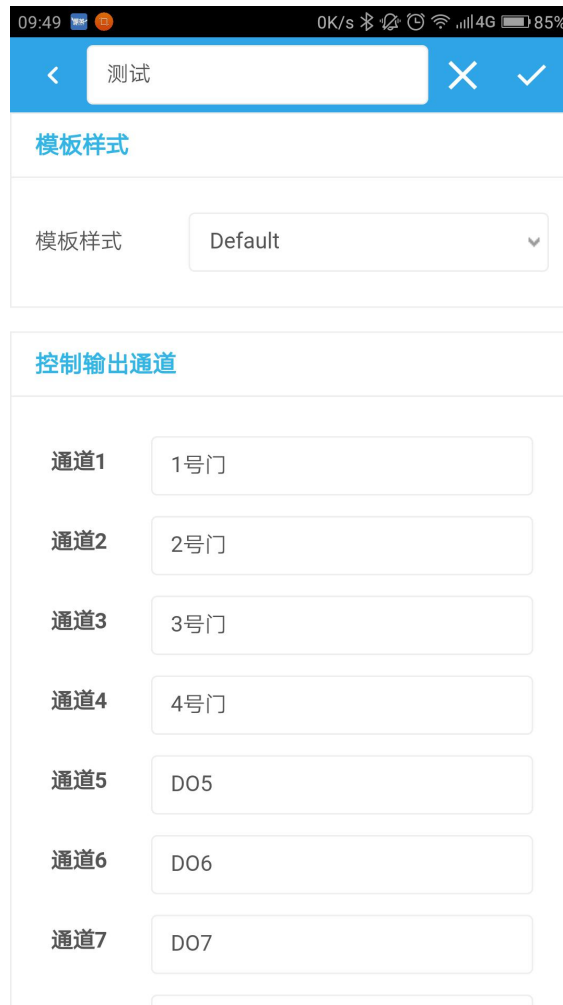 09:49 0K/s 4G 85%
测试
模板样式
模板样式 Default
控制输出通道
通道1 1号门
通道2 2号门
通道3 3号门
通道4 4号门
通道5 DO5
通道6 DO6
通道7 DO7